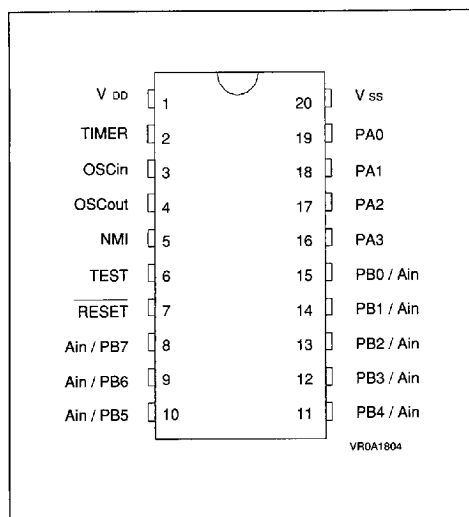 V DD 1 20 V SS
TIMER 2 19 PA0
OSCin 3 18 PA1
OSCout 4 17 PA2
NMI 5 16 PA3
TEST 6 15 PB0 / Ain
RESET 7 14 PB1 / Ain
Ain / PB7 8 13 PB2 / Ain
Ain / PB6 9 12 PB3 / Ain
Ain / PB5 10 11 PB4 / Ain
VR0A1804